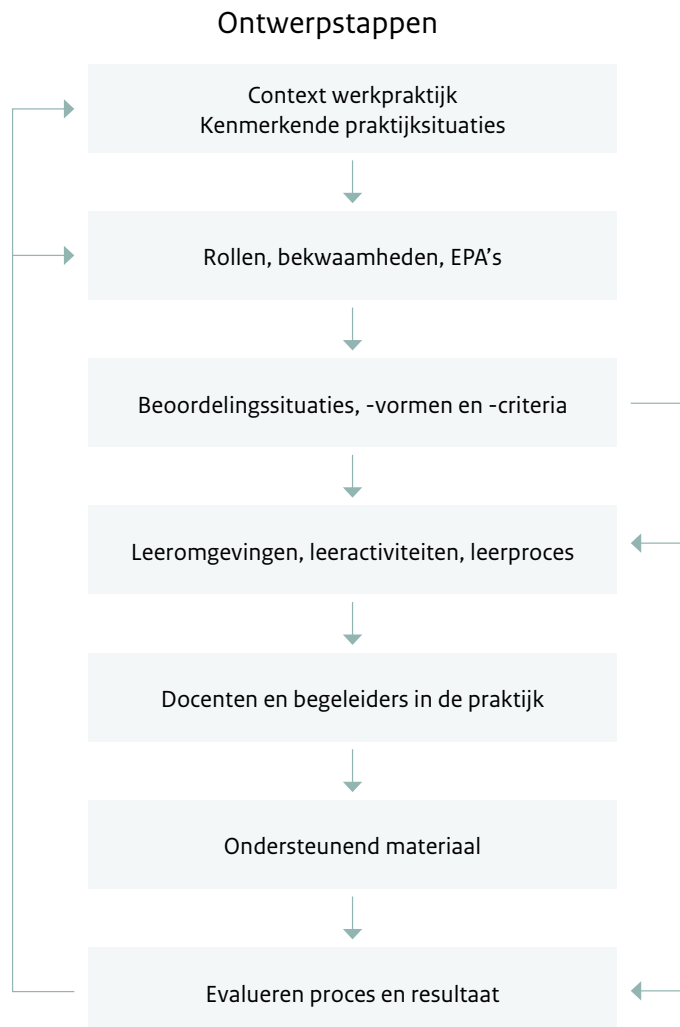 Ontwerpstappen
Context werkpraktijk
Kenmerkende praktijksituaties
Rollen, bekwaamheden, EPA's
Beoordelingssituaties, -vormen en -criteria
Leeromgevingen, leeractiviteiten, leerproces
Docenten en begeleiders in de praktijk
Ondersteunend materiaal
Evalueren proces en resultaat